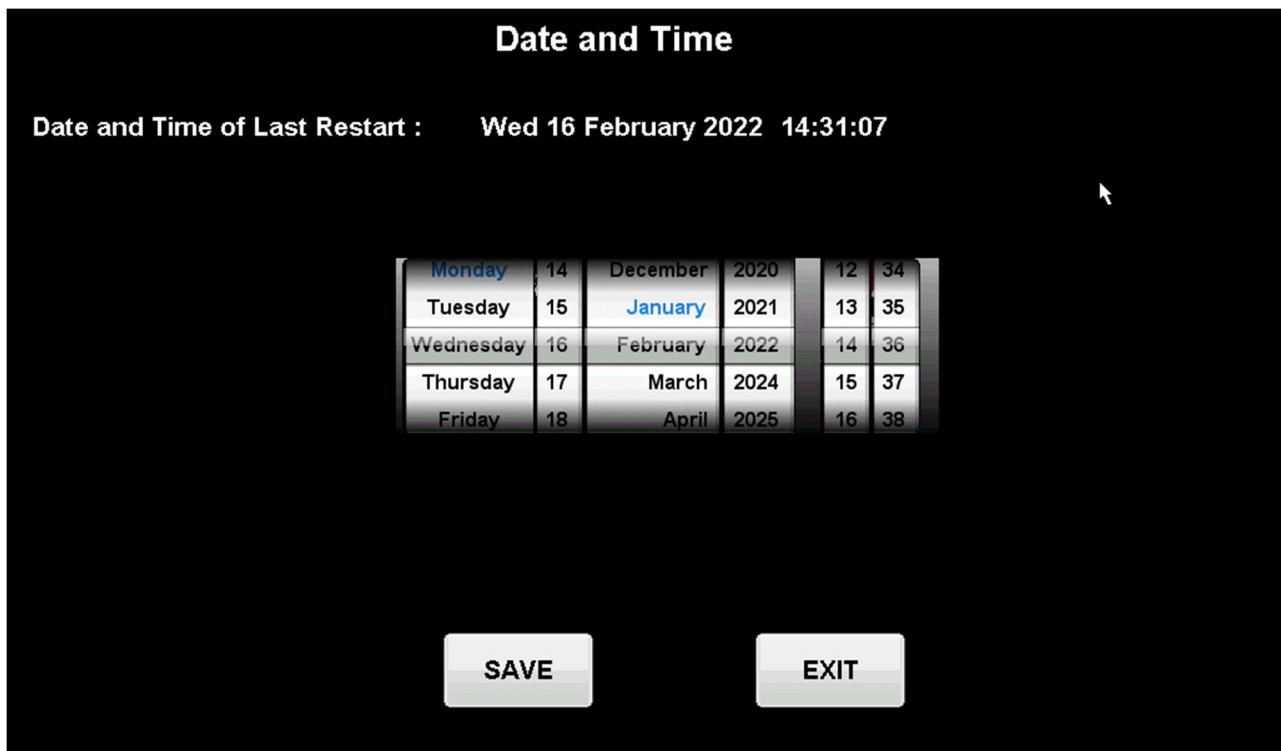 Date and Time
Date and Time of Last Restart : Wed 16 February 2022 14:31:07
Monday 14 December 2020 12 34
Tuesday 15 January 2021 13 35
Wednesday 16 February 2022 14 36
Thursday 17 March 2024 15 37
Friday 18 April 2025 16 38
SAVE EXIT